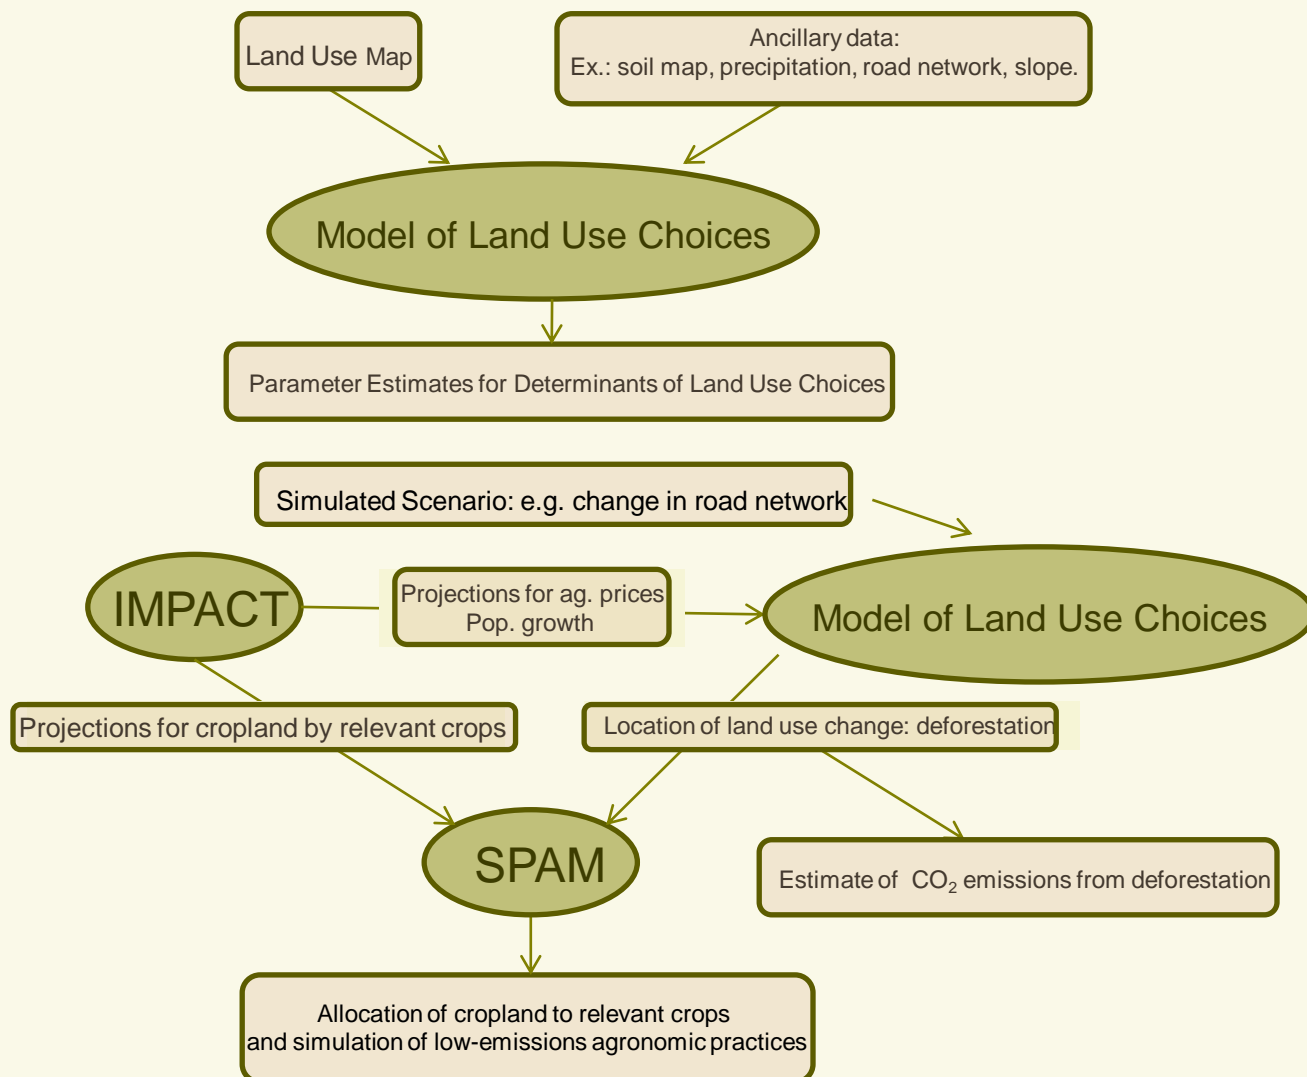 Land Use Map
Ancillary data:
Ex.: soil map, precipitation, road network, slope.
Model of Land Use Choices
Parameter Estimates for Determinants of Land Use Choices
Simulated Scenario: e.g. change in road network
IMPACT
Projections for ag. prices
Pop. growth
Model of Land Use Choices
Projections for cropland by relevant crops
Location of land use change: deforestation
SPAM
Estimate of CO₂ emissions from deforestation
Allocation of cropland to relevant crops
and simulation of low-emissions agronomic practices